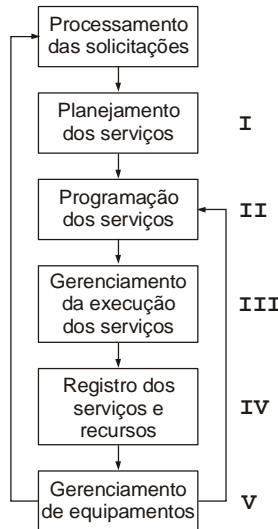 Processamento
das solicitações
Planejamento
dos serviços
I
Programação
dos serviços
II
Gerenciamento
da execução
dos serviços
III
Registro dos
serviços e
recursos
IV
Gerenciamento
de equipamentos
V